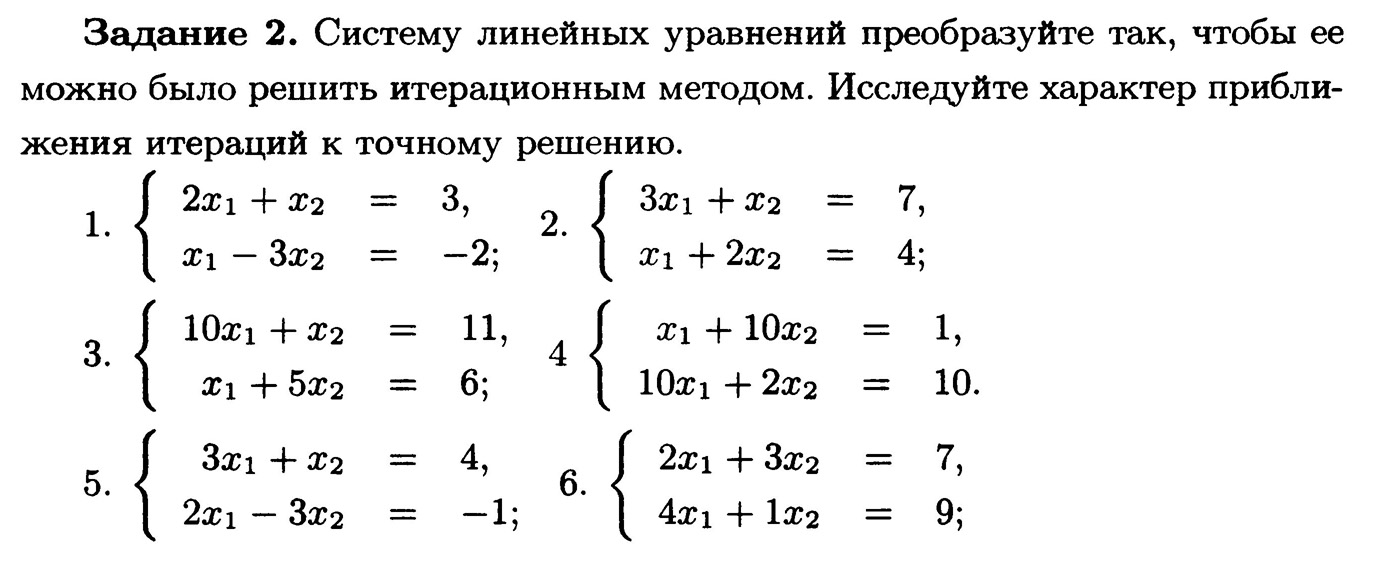 Задание 2. Систему линейных уравнений преобразуйте так, чтобы ее
можно было решить итерационным методом. Исследуйте характер прибли-
жения итераций к точному решению.
1. { 2x₁ + x₂ = 3, 2. { 3x₁ + x₂ = 7,
x₁ − 3x₂ = −2; x₁ + 2x₂ = 4;
3. { 10x₁ + x₂ = 11, 4 { x₁ + 10x₂ = 1,
x₁ + 5x₂ = 6; 10x₁ + 2x₂ = 10.
5. { 3x₁ + x₂ = 4, 6. { 2x₁ + 3x₂ = 7,
2x₁ − 3x₂ = −1; 4x₁ + 1x₂ = 9;